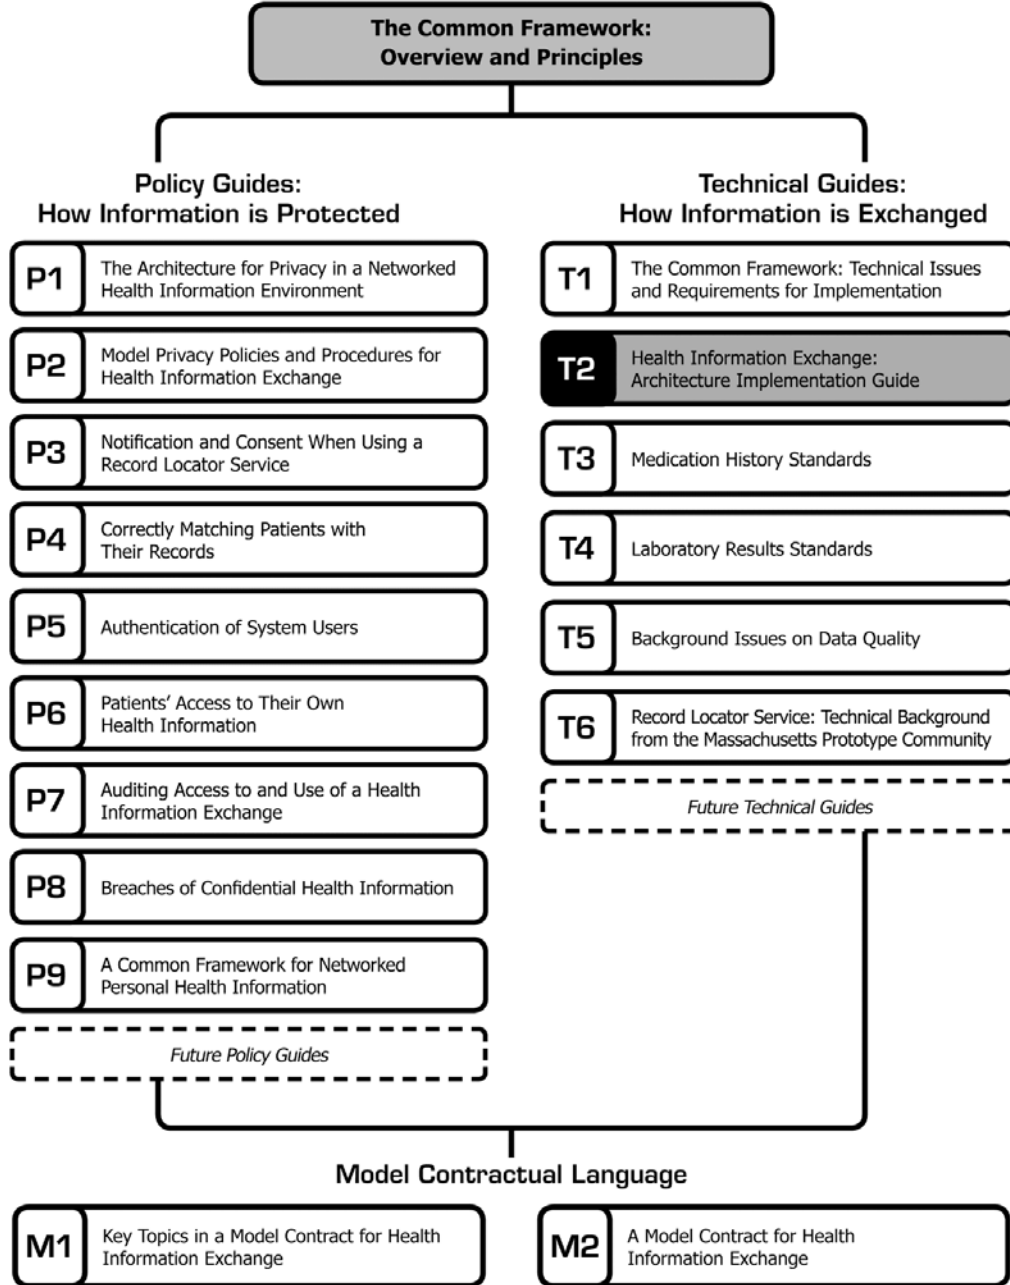 The Common Framework:
Overview and Principles
Policy Guides:
How Information is Protected
P1
The Architecture for Privacy in a Networked
Health Information Environment
P2
Model Privacy Policies and Procedures for
Health Information Exchange
P3
Notification and Consent When Using a
Record Locator Service
P4
Correctly Matching Patients with
Their Records
P5
Authentication of System Users
P6
Patients’ Access to Their Own
Health Information
P7
Auditing Access to and Use of a Health
Information Exchange
P8
Breaches of Confidential Health Information
P9
A Common Framework for Networked
Personal Health Information
Future Policy Guides
Technical Guides:
How Information is Exchanged
T1
The Common Framework: Technical Issues
and Requirements for Implementation
T2
Health Information Exchange:
Architecture Implementation Guide
T3
Medication History Standards
T4
Laboratory Results Standards
T5
Background Issues on Data Quality
T6
Record Locator Service: Technical Background
from the Massachusetts Prototype Community
Future Technical Guides
Model Contractual Language
M1
Key Topics in a Model Contract for Health
Information Exchange
M2
A Model Contract for Health
Information Exchange